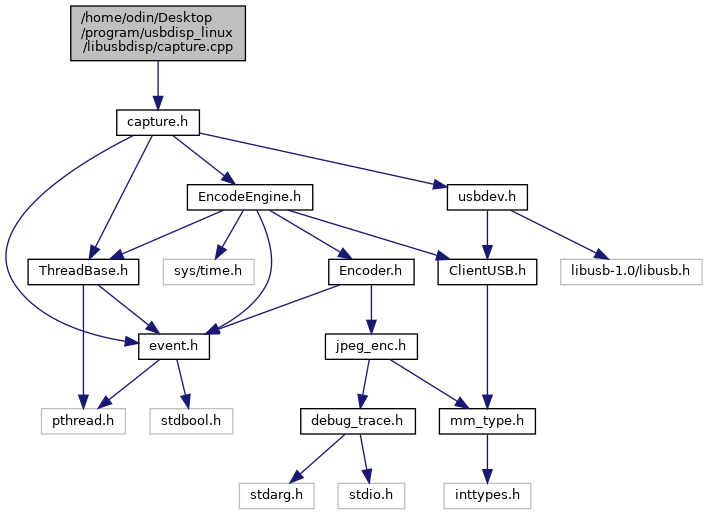 /home/odin/Desktop
/program/usbdisp_linux
/libusbdisp/capture.cpp
capture.h
EncodeEngine.h
usbdev.h
ThreadBase.h
sys/time.h
Encoder.h
ClientUSB.h
libusb-1.0/libusb.h
event.h
jpeg_enc.h
pthread.h
stdbool.h
debug_trace.h
mm_type.h
stdarg.h
stdio.h
inttypes.h